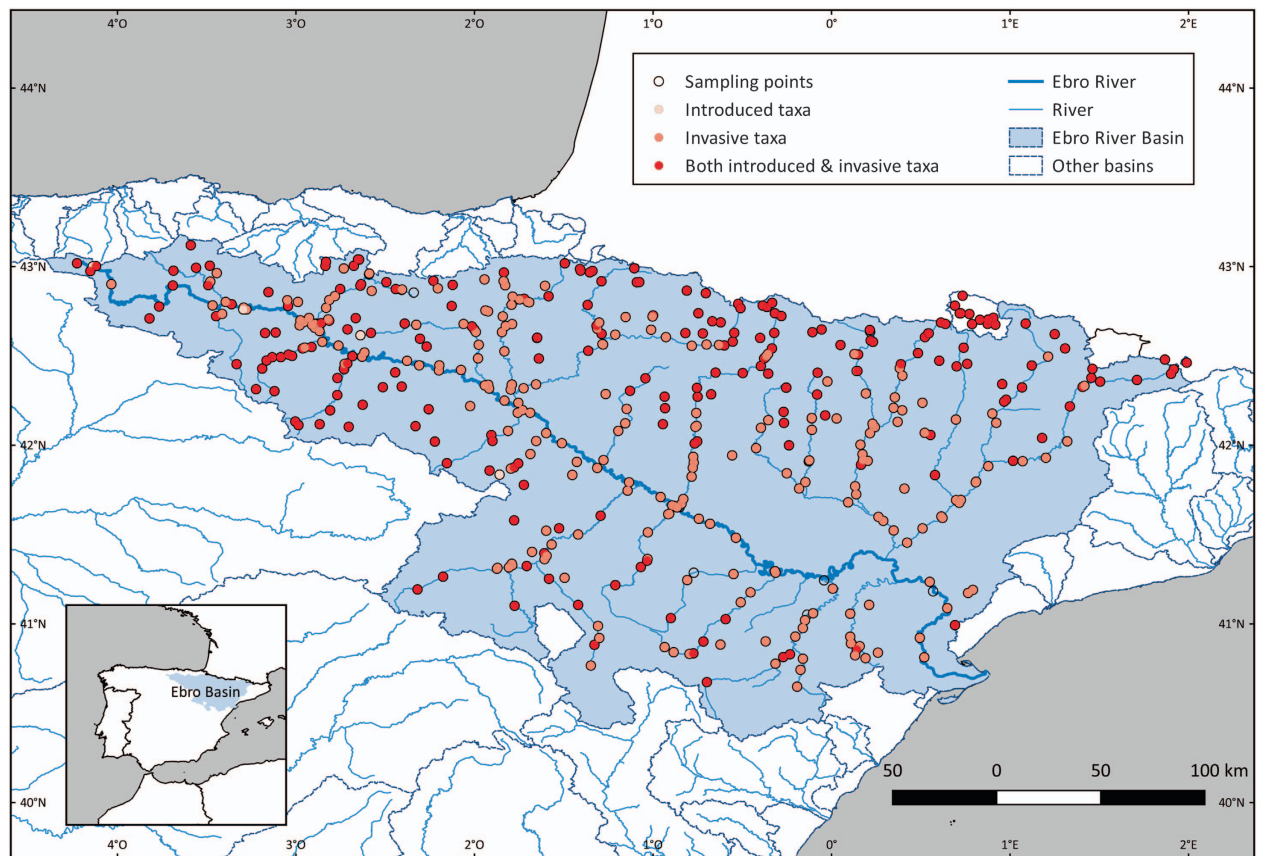 4°O 3°O 2°O 1°O 0° 1°E 2°E
44°N 44°N
Sampling points Ebro River
Introduced taxa River
Invasive taxa Ebro River Basin
Both introduced & invasive taxa Other basins
43°N 43°N
42°N 42°N
41°N 41°N
Ebro Basin
50 0 50 100 km
40°N 40°N
4°O 3°O 2°O 1°O 0° 1°E 2°E